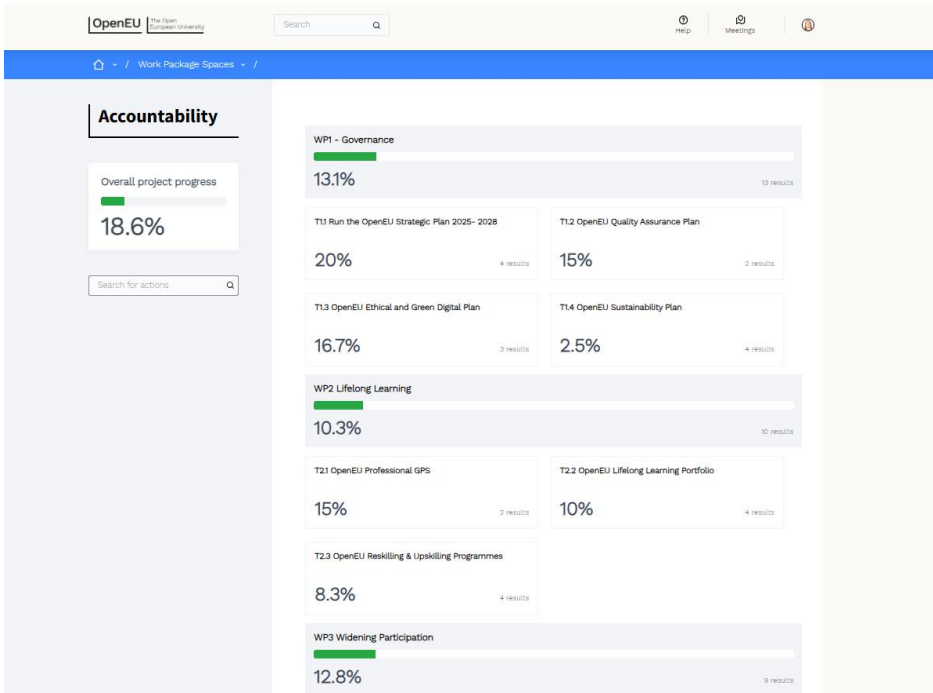 OpenEU The Open
European University
Search
Help
Meetings
/ Work Package Spaces /
Accountability
Overall project progress
18.6%
Search for actions
WP1 - Governance
13.1%
13 results
T1.1 Run the OpenEU Strategic Plan 2025- 2028
20%
4 results
T1.2 OpenEU Quality Assurance Plan
15%
2 results
T1.3 OpenEU Ethical and Green Digital Plan
16.7%
3 results
T1.4 OpenEU Sustainability Plan
2.5%
4 results
WP2 Lifelong Learning
10.3%
10 results
T2.1 OpenEU Professional GPS
15%
2 results
T2.2 OpenEU Lifelong Learning Portfolio
10%
4 results
T2.3 OpenEU Reskilling & Upskilling Programmes
8.3%
4 results
WP3 Widening Participation
12.8%
9 results